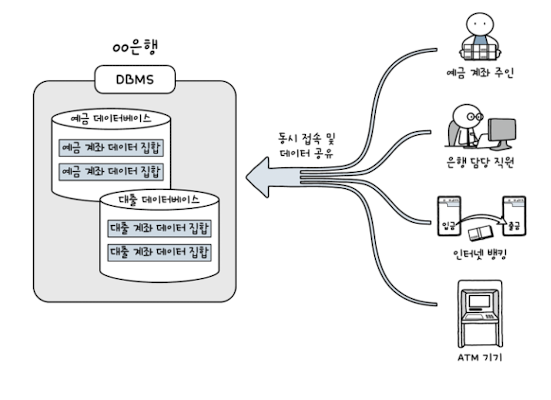 OO은행
DBMS
예금 데이터베이스
예금 계좌 데이터 집합
예금 계좌 데이터 집합
대출 데이터베이스
대출 계좌 데이터 집합
대출 계좌 데이터 집합
동시 접속 및
데이터 공유
예금 계좌 주인
은행 담당 직원
입금
출금
인터넷 뱅킹
ATM 기기